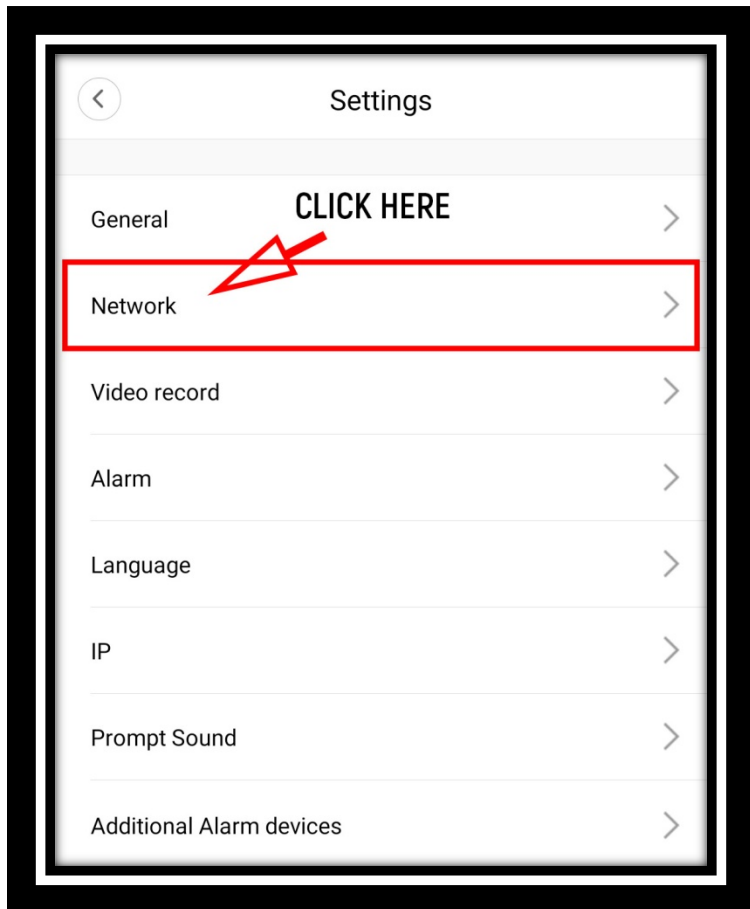 Settings
CLICK HERE
General
Network
Video record
Alarm
Language
IP
Prompt Sound
Additional Alarm devices